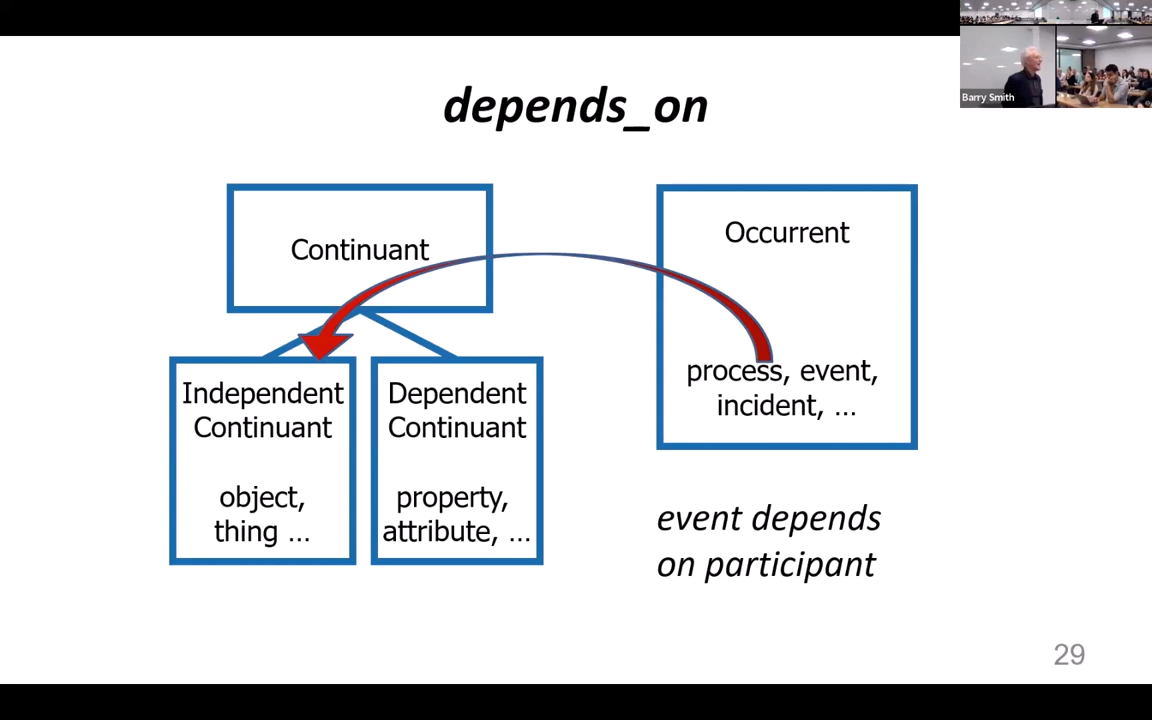 depends_on
Continuant
Occurrent
process, event,
incident, ...
Independent
Continuant
object,
thing ...
Dependent
Continuant
property,
attribute, ...
event depends
on participant
29
Barry Smith